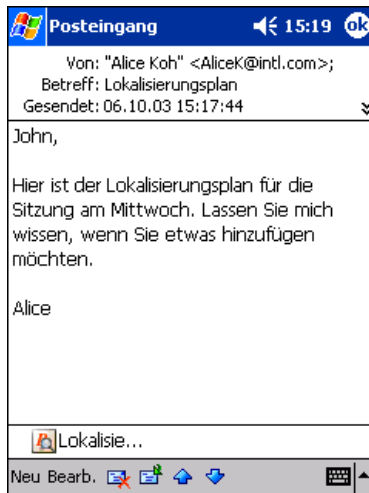 Posteingang 15:19 ok
Von: "Alice Koh" <AliceK@intl.com>;
Betreff: Lokalisierungsplan
Gesendet: 06.10.03 15:17:44
John,
Hier ist der Lokalisierungsplan für die
Sitzung am Mittwoch. Lassen Sie mich
wissen, wenn Sie etwas hinzufügen
möchten.
Alice
Lokalisie...
Neu Bearb.